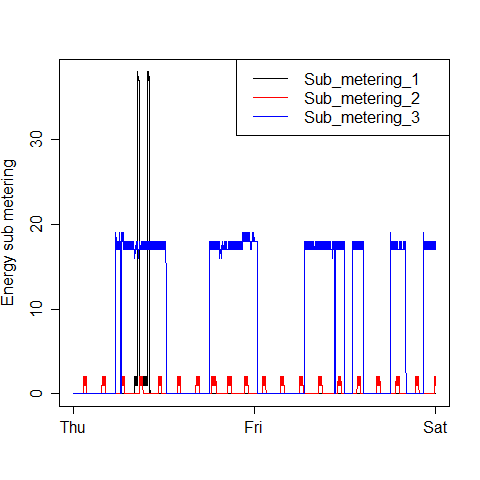 Sub_metering_1
Sub_metering_2
Sub_metering_3
Energy sub metering
30
20
10
0
Thu Fri Sat